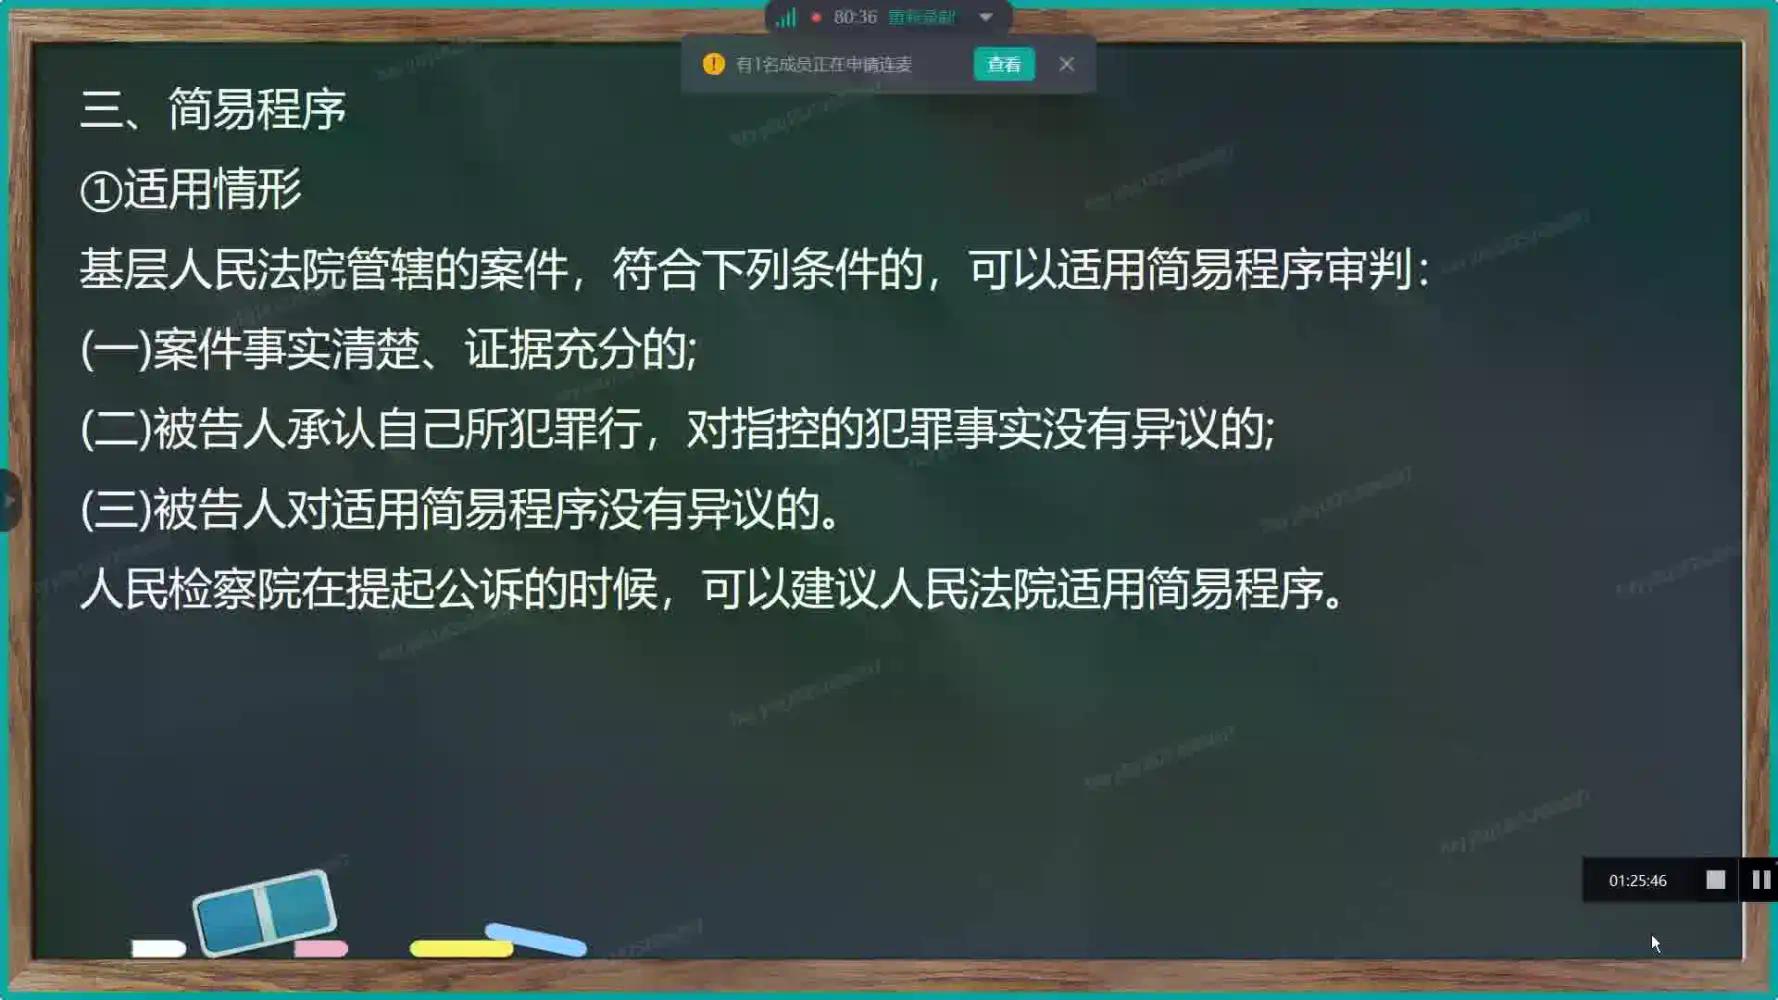 80:36
有1名成员正在申请连麦
查看
三、简易程序
①适用情形
基层人民法院管辖的案件，符合下列条件的，可以适用简易程序审判：
(一)案件事实清楚、证据充分的;
(二)被告人承认自己所犯罪行，对指控的犯罪事实没有异议的;
(三)被告人对适用简易程序没有异议的。
人民检察院在提起公诉的时候，可以建议人民法院适用简易程序。
01:25:46